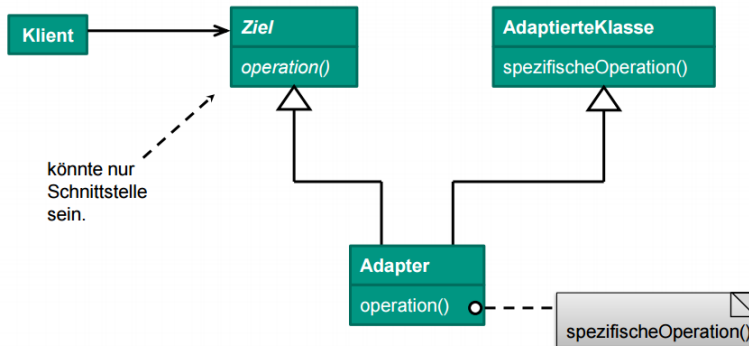 Klient
Ziel
operation()
AdaptierteKlasse
spezifischeOperation()
könnte nur
Schnittstelle
sein.
Adapter
operation()
spezifischeOperation()